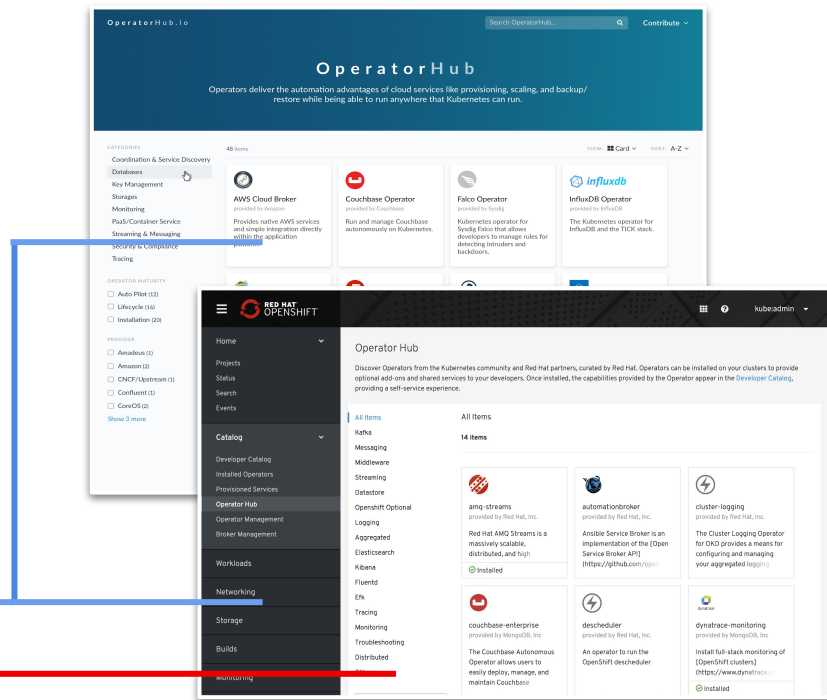 OperatorHub.io
Search OperatorHub...
Contribute
OperatorHub
Operators deliver the automation advantages of cloud services like provisioning, scaling, and backup/
restore while being able to run anywhere that Kubernetes can run.
CATEGORIES
Coordination & Service Discovery
Databases
Key Management
Storages
Monitoring
PaaS/Container Service
Streaming & Messaging
Security & Compliance
Tracing
OPERATOR MATURITY
Auto Pilot (12)
Lifecycle (16)
Installation (20)
PROVIDER
Amadeus (1)
Amazon (2)
CNCF/Upstream (1)
Confluent (1)
CoreOS (2)
Show 3 more
48 items
VIEW: Card
SORT: A-Z
AWS Cloud Broker
provided by Amazon
Provides native AWS services
and simple integration directly
within the application
Couchbase Operator
provided by Couchbase
Run and manage Couchbase
autonomously on Kubernetes.
Falco Operator
provided by Sysdig
Kubernetes operator for
Sysdig Falco that allows
developers to manage rules for
detecting intruders and
backdoors.
influxdb
InfluxDB Operator
provided by InfluxDB
The Kubernetes operator for
InfluxDB and the TICK stack.
RED HAT
OPENSHIFT
kube:admin
Home
Projects
Status
Search
Events
Catalog
Developer Catalog
Installed Operators
Provisioned Services
Operator Hub
Operator Management
Broker Management
Workloads
Networking
Storage
Builds
Monitoring
Operator Hub
Discover Operators from the Kubernetes community and Red Hat partners, curated by Red Hat. Operators can be installed on your clusters to provide
optional add-ons and shared services to your developers. Once installed, the capabilities provided by the Operator appear in the Developer Catalog,
providing a self-service experience.
All Items
Kafka
Messaging
Middleware
Streaming
Datastore
Openshift Optional
Logging
Aggregated
Elasticsearch
Kibana
Fluentd
Efk
Tracing
Monitoring
Troubleshooting
Distributed
All Items
14 items
amq-streams
provided by Red Hat, Inc.
Red Hat AMQ Streams is a
massively scalable,
distributed, and high
Installed
automationbroker
provided by Red Hat, Inc.
Ansible Service Broker is an
implementation of the [Open
Service Broker API]
(https://github.com/open
cluster-logging
provided by Red Hat, Inc.
The Cluster Logging Operator
for OKD provides a means for
configuring and managing
your aggregated logging
couchbase-enterprise
provided by MongoDB, Inc
The Couchbase Autonomous
Operator allows users to
easily deploy, manage, and
maintain Couchbase
descheduler
provided by Red Hat, Inc.
An operator to run the
OpenShift descheduler
dynatrace
dynatrace-monitoring
provided by MongoDB, Inc
Install full-stack monitoring of
[OpenShift clusters]
(https://www.dynatrace.c
Installed